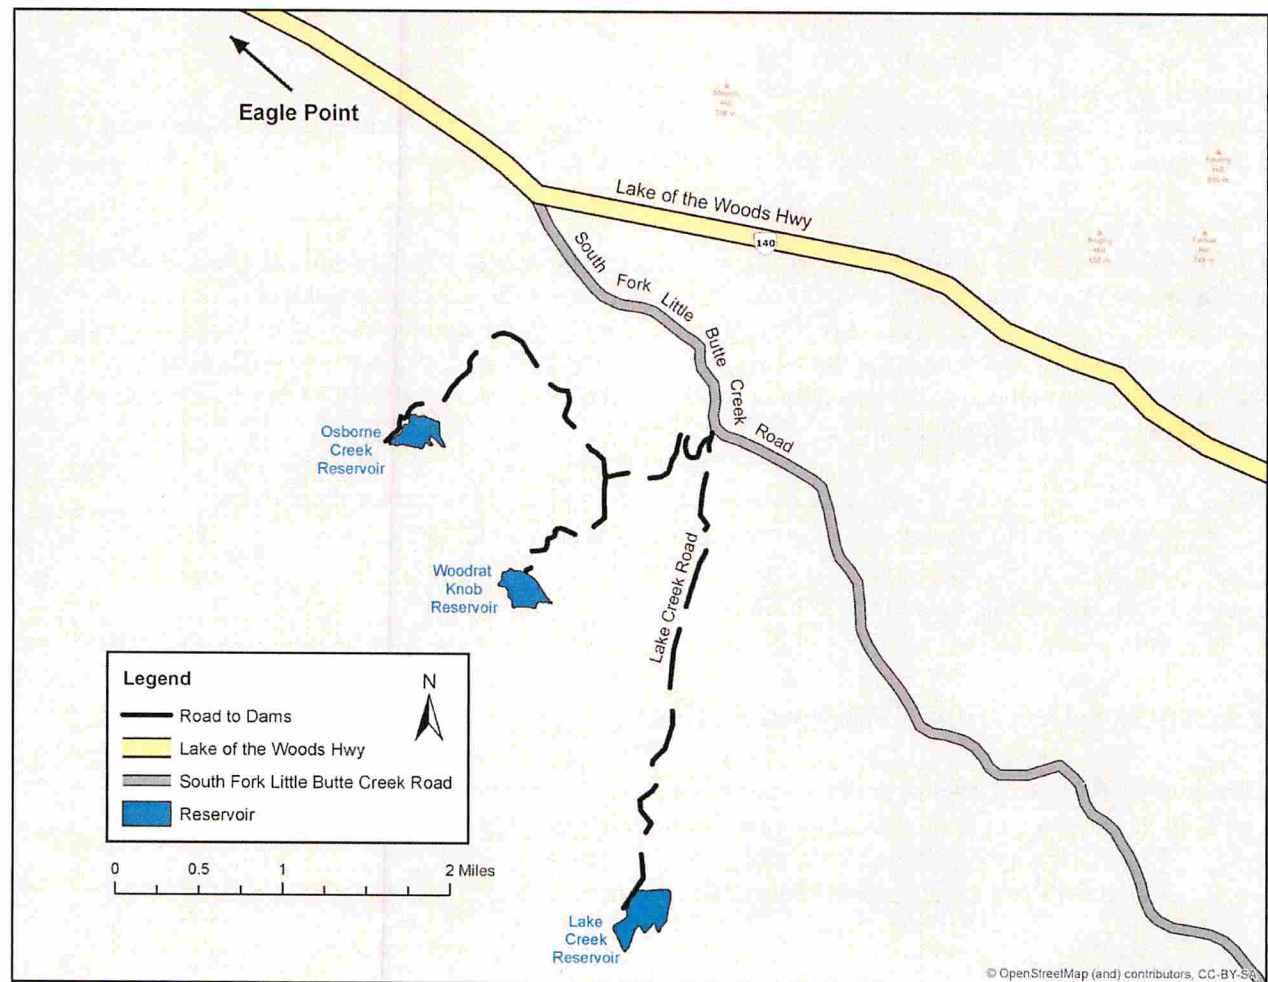 Eagle Point
Lake of the Woods Hwy
140
South Fork Little Butte Creek Road
Osborne
Creek
Reservoir
Woodrat
Knob
Reservoir
Lake Creek Road
Legend
N
Road to Dams
Lake of the Woods Hwy
South Fork Little Butte Creek Road
Reservoir
0 0.5 1 2 Miles
Lake
Creek
Reservoir
© OpenStreetMap (and) contributors, CC-BY-SA